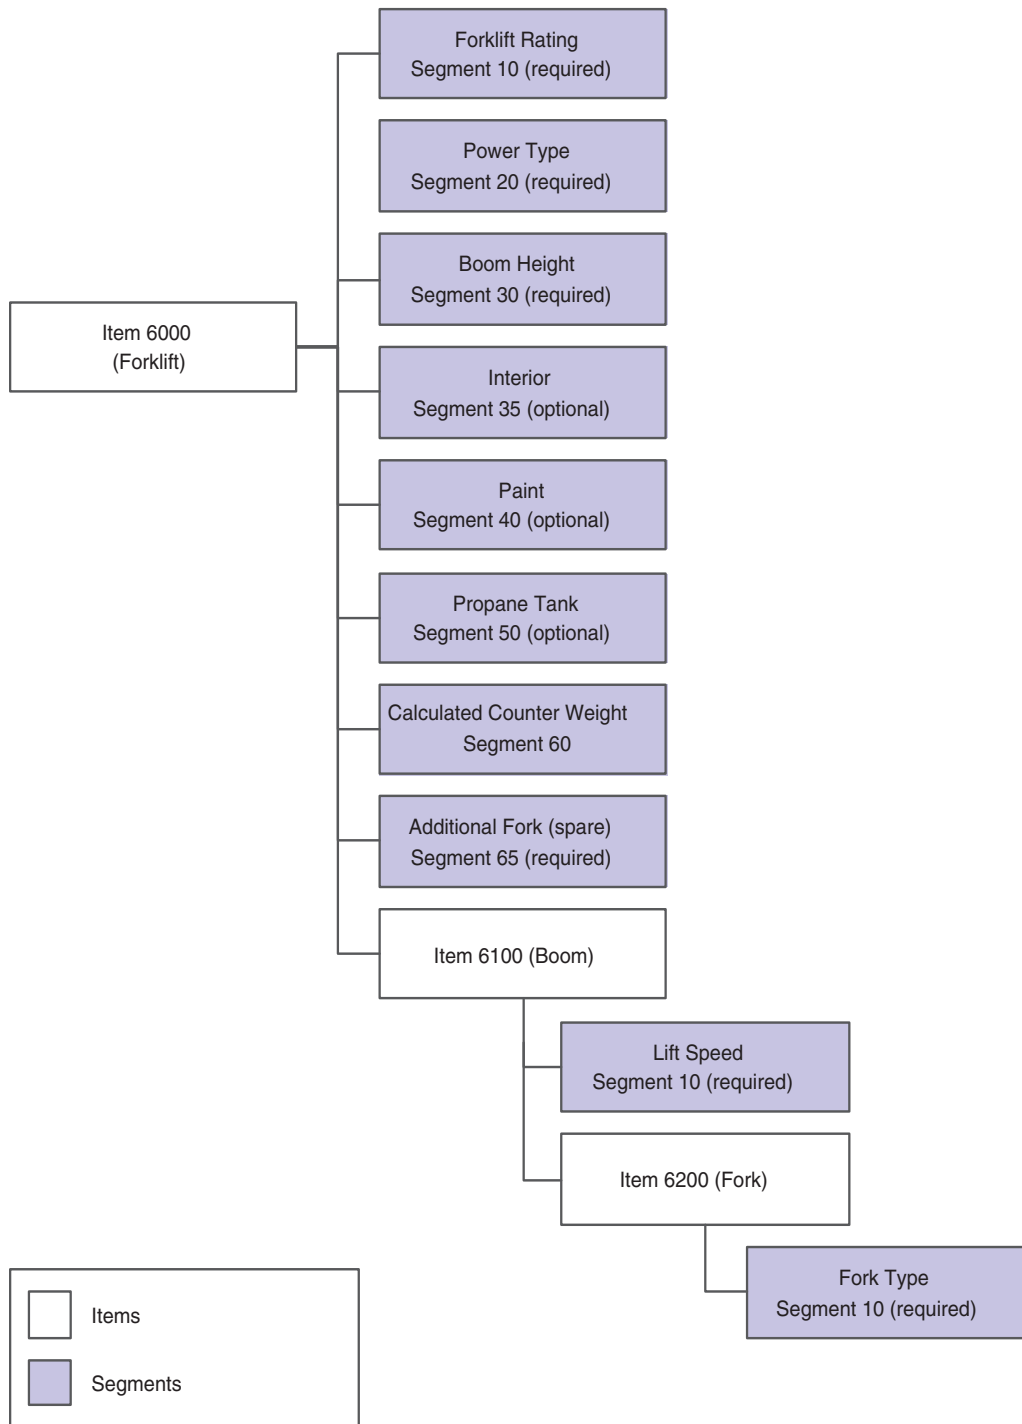 Forklift Rating
Segment 10 (required)
Power Type
Segment 20 (required)
Boom Height
Segment 30 (required)
Item 6000
(Forklift)
Interior
Segment 35 (optional)
Paint
Segment 40 (optional)
Propane Tank
Segment 50 (optional)
Calculated Counter Weight
Segment 60
Additional Fork (spare)
Segment 65 (required)
Item 6100 (Boom)
Lift Speed
Segment 10 (required)
Item 6200 (Fork)
Fork Type
Segment 10 (required)
Items
Segments